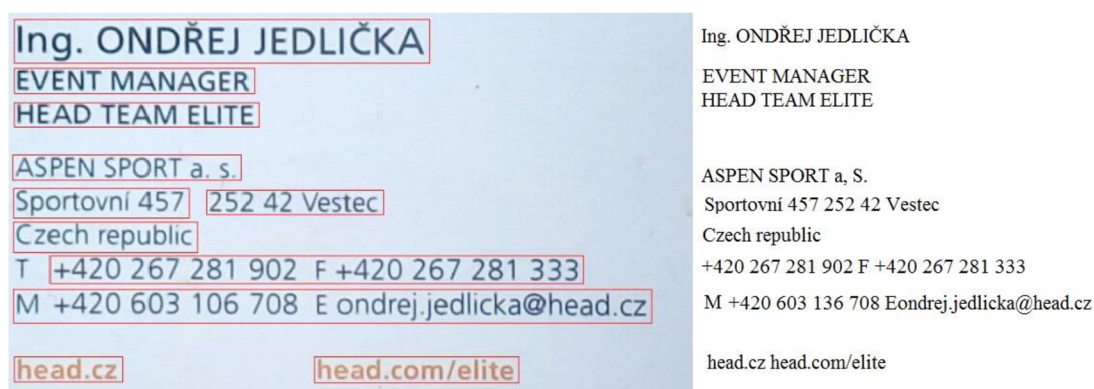 Ing. ONDŘEJ JEDLIČKA
EVENT MANAGER
HEAD TEAM ELITE
ASPEN SPORT a. s.
Sportovní 457 252 42 Vestec
Czech republic
T +420 267 281 902 F +420 267 281 333
M +420 603 106 708 E ondrej.jedlicka@head.cz
head.cz head.com/elite
Ing. ONDŘEJ JEDLIČKA
EVENT MANAGER
HEAD TEAM ELITE
ASPEN SPORT a, S.
Sportovní 457 252 42 Vestec
Czech republic
+420 267 281 902 F +420 267 281 333
M +420 603 136 708 Eondrej.jedlicka@head.cz
head.cz head.com/elite